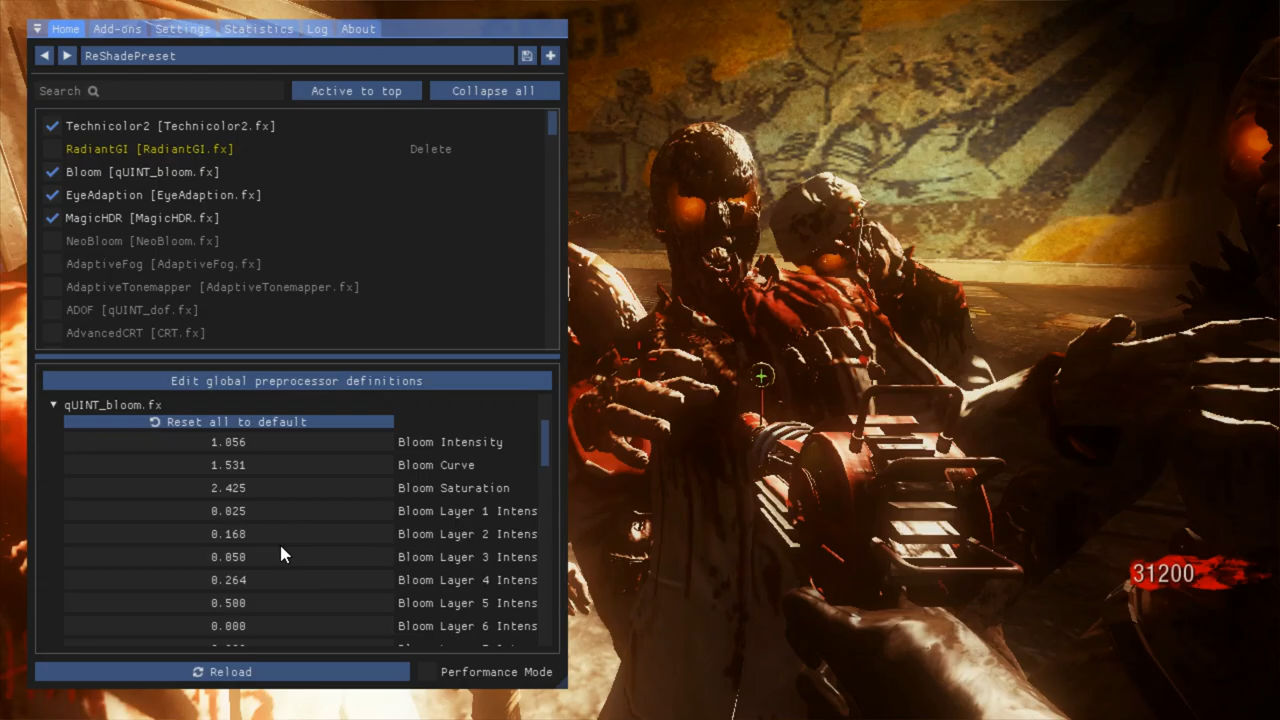 Home Add-ons Settings Statistics Log About
ReShadePreset
Search Active to top Collapse all
Technicolor2 [Technicolor2.fx]
RadiantGI [RadiantGI.fx] Delete
Bloom [qUINT_bloom.fx]
EyeAdaption [EyeAdaption.fx]
MagicHDR [MagicHDR.fx]
NeoBloom [NeoBloom.fx]
AdaptiveFog [AdaptiveFog.fx]
AdaptiveTonemapper [AdaptiveTonemapper.fx]
ADOF [qUINT_dof.fx]
AdvancedCRT [CRT.fx]
Edit global preprocessor definitions
qUINT_bloom.fx
Reset all to default
1.056 Bloom Intensity
1.531 Bloom Curve
2.425 Bloom Saturation
0.025 Bloom Layer 1 Intens
0.168 Bloom Layer 2 Intens
0.050 Bloom Layer 3 Intens
0.264 Bloom Layer 4 Intens
0.500 Bloom Layer 5 Intens
0.000 Bloom Layer 6 Intens
Reload Performance Mode
31200